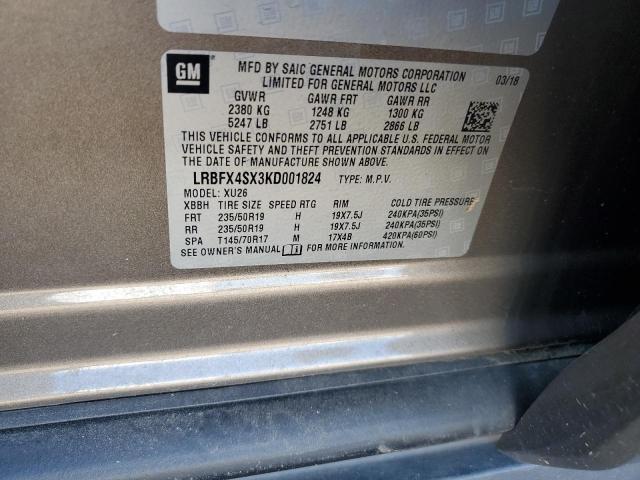 GM
MFD BY SAIC GENERAL MOTORS CORPORATION
LIMITED FOR GENERAL MOTORS LLC
03/18
GVWR GAWR FRT GAWR RR
2380 KG 1248 KG 1300 KG
5247 LB 2751 LB 2866 LB
THIS VEHICLE CONFORMS TO ALL APPLICABLE U.S. FEDERAL MOTOR
VEHICLE SAFETY AND THEFT PREVENTION STANDARDS IN EFFECT ON
THE DATE OF MANUFACTURE SHOWN ABOVE.
LRBFX4SX3KD001824 TYPE: M.P.V.
MODEL: XU26
XBBH TIRE SIZE SPEED RTG RIM COLD TIRE PRESSURE
FRT 235/50R19 H 19X7.5J 240KPA(35PSI)
RR 235/50R19 H 19X7.5J 240KPA(35PSI)
SPA T145/70R17 M 17X4B 420KPA(60PSI)
SEE OWNER'S MANUAL FOR MORE INFORMATION.